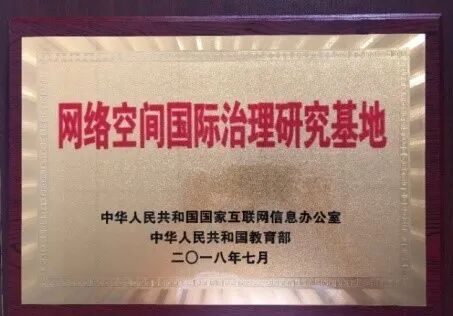 网络空间国际治理研究基地
中华人民共和国国家互联网信息办公室
中华人民共和国教育部
二〇一八年七月